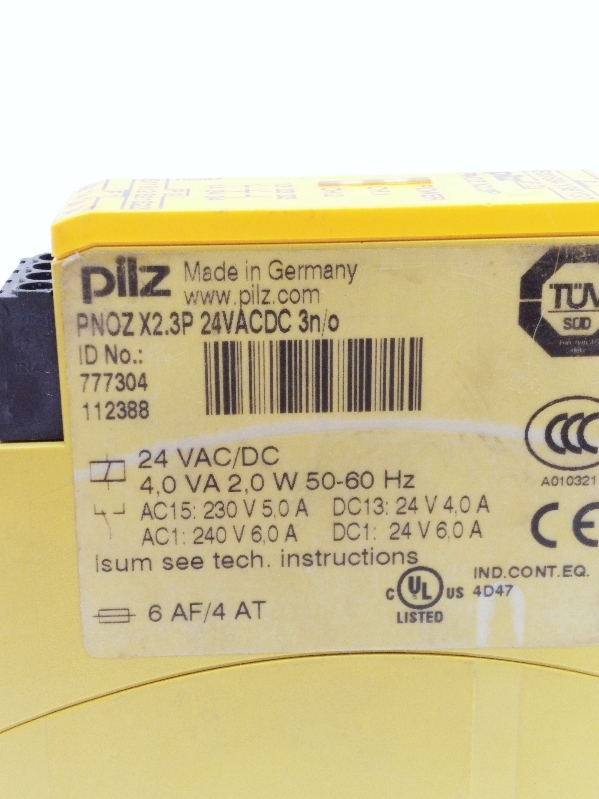 POWER
pilz Made in Germany
www.pilz.com
PNOZ X2.3P 24VACDC 3n/o
ID No.:
777304
112388
TÜV
SÜD
CCC
A010321
24 VAC/DC
4,0 VA 2,0 W 50-60 Hz
AC15: 230 V 5,0 A DC13: 24 V 4,0 A
AC1: 240 V 6,0 A DC1: 24 V 6,0 A
Isum see tech. instructions
CE
6 AF/4 AT
C UL US
LISTED
IND.CONT.EQ.
4D47